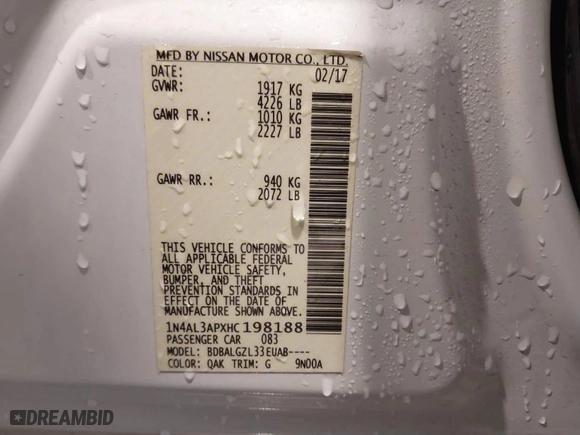 MFD BY NISSAN MOTOR CO., LTD.
DATE: 02/17
GVWR: 1917 KG
4226 LB
GAWR FR.: 1010 KG
2227 LB
GAWR RR.: 940 KG
2072 LB
THIS VEHICLE CONFORMS TO
ALL APPLICABLE FEDERAL
MOTOR VEHICLE SAFETY,
BUMPER, AND THEFT
PREVENTION STANDARDS IN
EFFECT ON THE DATE OF
MANUFACTURE SHOWN ABOVE.
1N4AL3APXHC198188
PASSENGER CAR 083
MODEL: BDBALGZL33EUAB----
COLOR: QAK TRIM: G 9N00A
DREAMBID